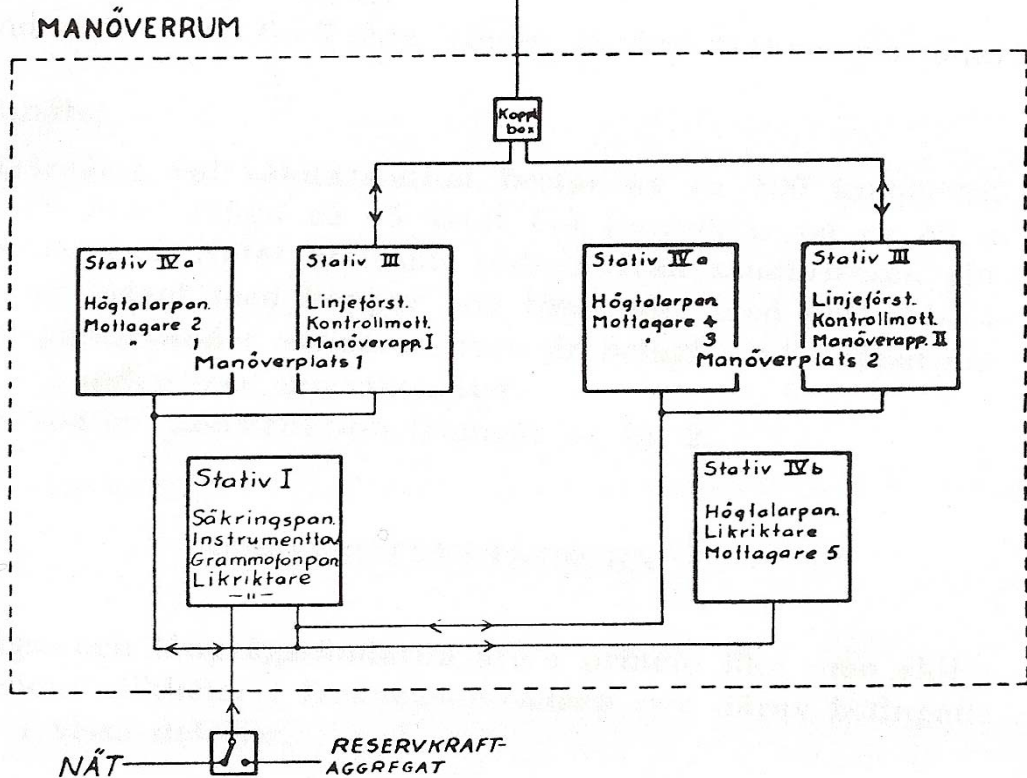 MANÖVERRUM
Koppl.
box
Stativ IVa
Högtalarpan.
Mottagare 2
"
Stativ III
Linjeförst.
Kontrollmott.
Manöverapp. I
Manöverplats 1
Stativ IVa
Högtalarpan
Mottagare 4
" 3
Stativ III
Linjeförst.
Kontrollmott.
Manöverapp. II
Manöverplats 2
Stativ I
Säkringspan.
Instrumenttav
Grammofonpan
Likriktare
—"—
Stativ IVb
Högtalarpan.
Likriktare
Mottagare 5
NÄT
RESERVKRAFT-
AGGREGAT